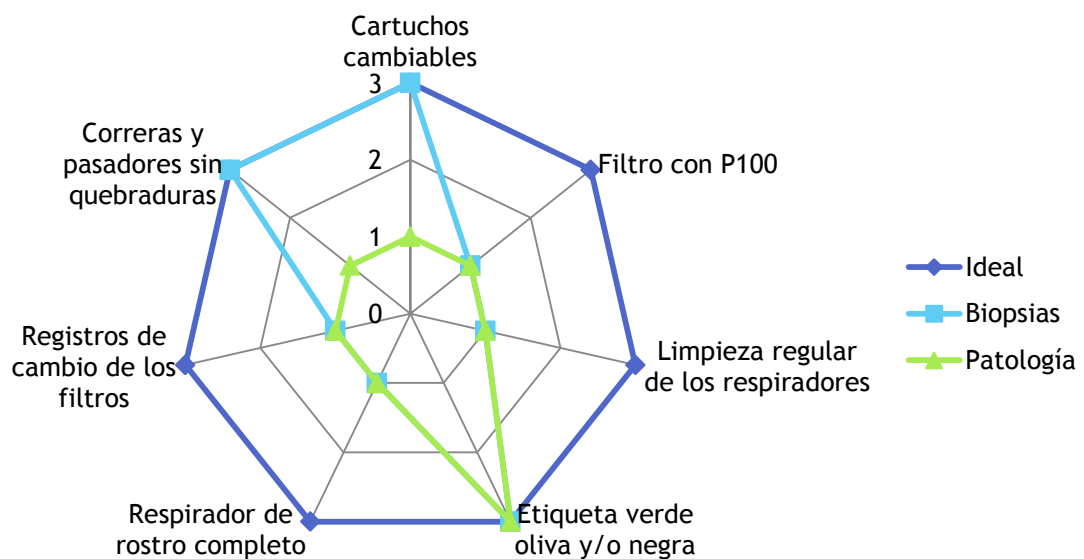 Cartuchos
cambiables
3
2
1
0
Filtro con P100
Limpieza regular
de los respiradores
Etiqueta verde
oliva y/o negra
Respirador de
rostro completo
Registros de
cambio de los
filtros
Correras y
pasadores sin
quebraduras
Ideal
Biopsias
Patología